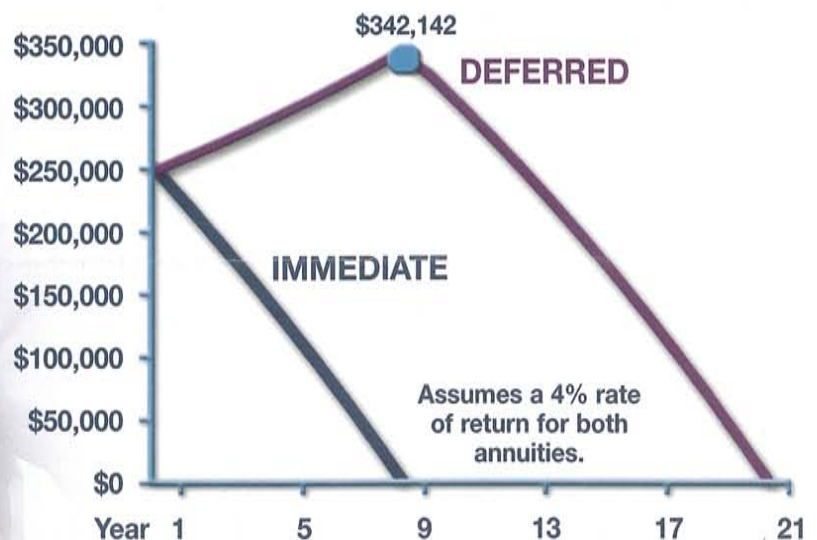 $342,142
$350,000
DEFERRED
$300,000
$250,000
$200,000
IMMEDIATE
$150,000
$100,000
Assumes a 4% rate
of return for both
annuities.
$50,000
$0
Year 1 5 9 13 17 21